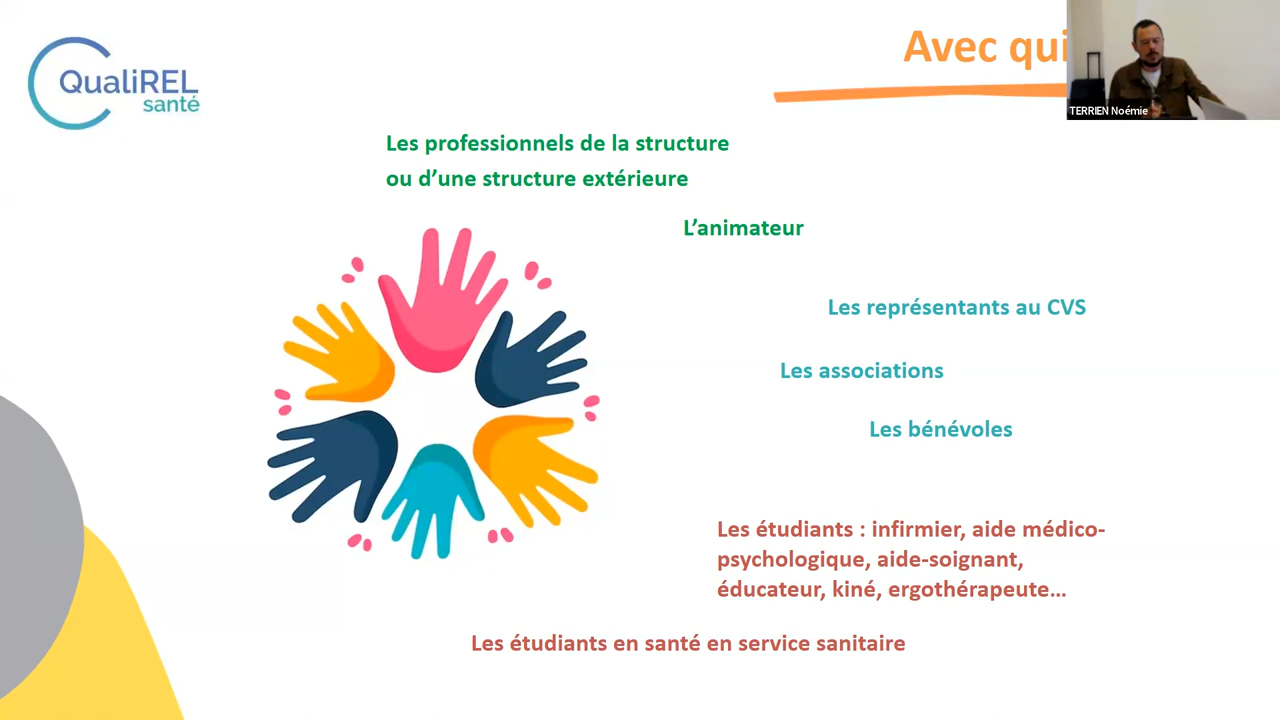 QualiREL
santé
Avec qui
TERRIEN Noémie
Les professionnels de la structure
ou d’une structure extérieure
L’animateur
Les représentants au CVS
Les associations
Les bénévoles
Les étudiants : infirmier, aide médico-
psychologique, aide-soignant,
éducateur, kiné, ergothérapeute…
Les étudiants en santé en service sanitaire